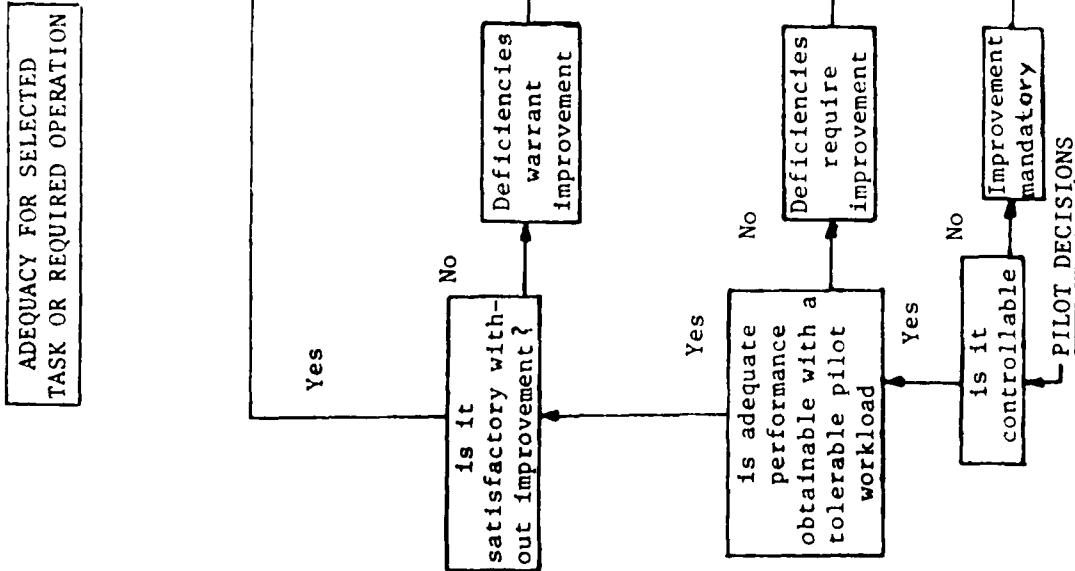 ADEQUACY FOR SELECTED
TASK OR REQUIRED OPERATION
Yes
is it
satisfactory with-
out improvement?
No
Deficiencies
warrant
improvement
Yes
is adequate
performance
obtainable with a
tolerable pilot
workload
No
Deficiencies
require
improvement
Yes
is it
controllable
No
Improvement
mandatory
PILOT DECISIONS